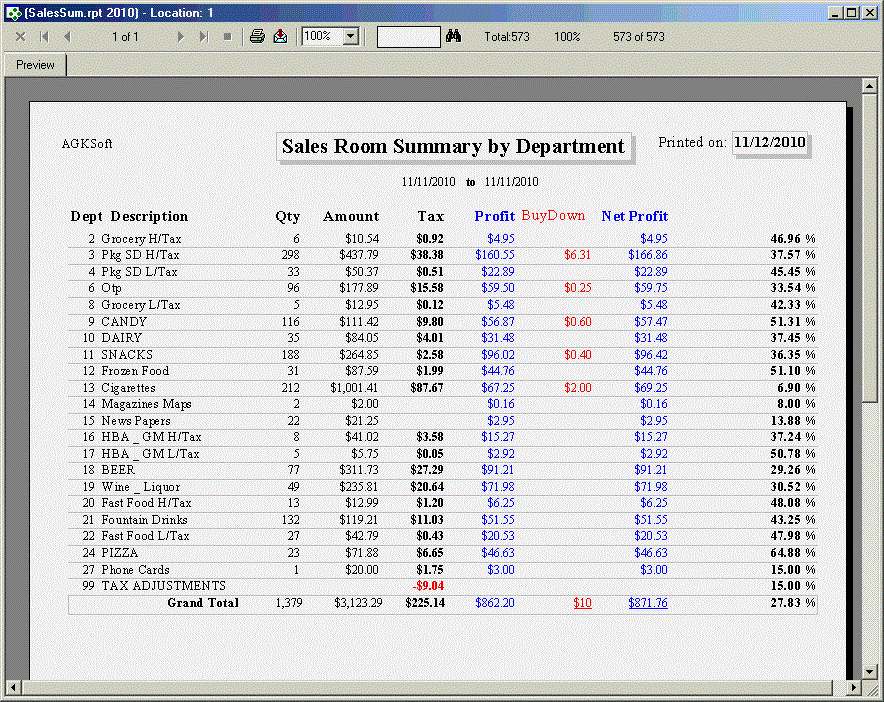 (SalesSum.rpt 2010) - Location: 1
1 of 1 100% Total:573 100% 573 of 573
Preview
AGKSoft Sales Room Summary by Department Printed on: 11/12/2010
11/11/2010 to 11/11/2010
Dept Description Qty Amount Tax Profit BuyDown Net Profit
2 Grocery H/Tax 6 $10.54 $0.92 $4.95 $4.95 46.96 %
3 Pkg SD H/Tax 298 $437.79 $38.38 $160.55 $6.31 $166.86 37.57 %
4 Pkg SD L/Tax 33 $50.37 $0.51 $22.89 $22.89 45.45 %
6 Otp 96 $177.89 $15.58 $59.50 $0.25 $59.75 33.54 %
8 Grocery L/Tax 5 $12.95 $0.12 $5.48 $5.48 42.33 %
9 CANDY 116 $111.42 $9.80 $56.87 $0.60 $57.47 51.31 %
10 DAIRY 35 $84.05 $4.01 $31.48 $31.48 37.45 %
11 SNACKS 188 $264.85 $2.58 $96.02 $0.40 $96.42 36.35 %
12 Frozen Food 31 $87.59 $1.99 $44.76 $44.76 51.10 %
13 Cigarettes 212 $1,001.41 $87.67 $67.25 $2.00 $69.25 6.90 %
14 Magazines Maps 2 $2.00 $0.16 $0.16 8.00 %
15 News Papers 22 $21.25 $2.95 $2.95 13.88 %
16 HBA _ GM H/Tax 8 $41.02 $3.58 $15.27 $15.27 37.24 %
17 HBA _ GM L/Tax 5 $5.75 $0.05 $2.92 $2.92 50.78 %
18 BEER 77 $311.73 $27.29 $91.21 $91.21 29.26 %
19 Wine _ Liquor 49 $235.81 $20.64 $71.98 $71.98 30.52 %
20 Fast Food H/Tax 13 $12.99 $1.20 $6.25 $6.25 48.08 %
21 Fountain Drinks 132 $119.21 $11.03 $51.55 $51.55 43.25 %
22 Fast Food L/Tax 27 $42.79 $0.43 $20.53 $20.53 47.98 %
24 PIZZA 23 $71.88 $6.65 $46.63 $46.63 64.88 %
27 Phone Cards 1 $20.00 $1.75 $3.00 $3.00 15.00 %
99 TAX ADJUSTMENTS -$9.04 15.00 %
Grand Total 1,379 $3,123.29 $225.14 $862.20 $10 $871.76 27.83 %